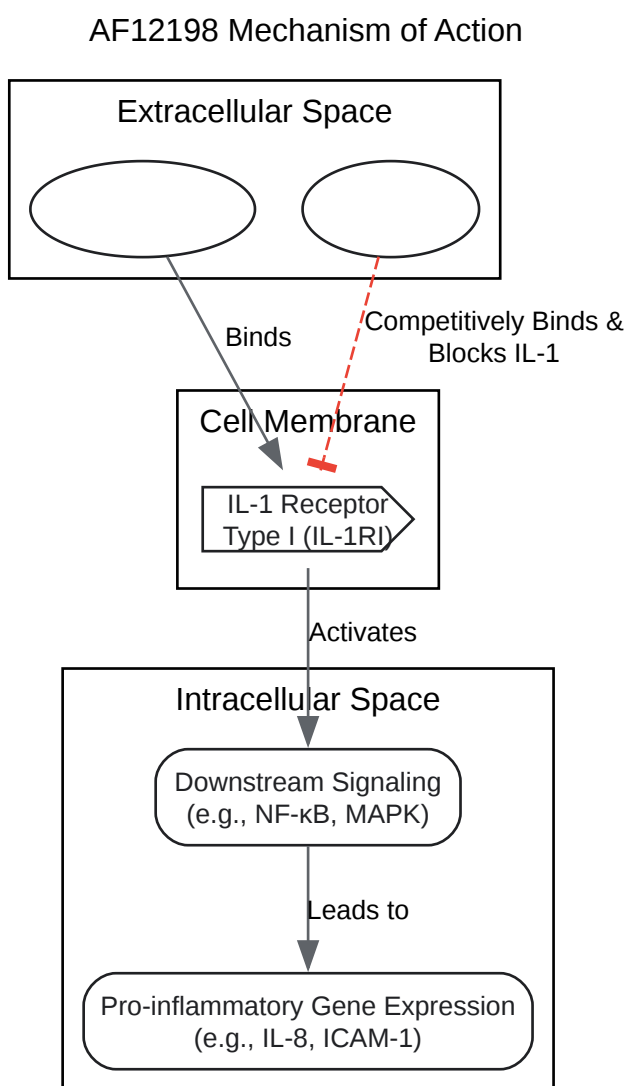 AF12198 Mechanism of Action
Extracellular Space
Binds
Competitively Binds &
Blocks IL-1
Cell Membrane
IL-1 Receptor
Type I (IL-1RI)
Activates
Intracellular Space
Downstream Signaling
(e.g., NF-κB, MAPK)
Leads to
Pro-inflammatory Gene Expression
(e.g., IL-8, ICAM-1)